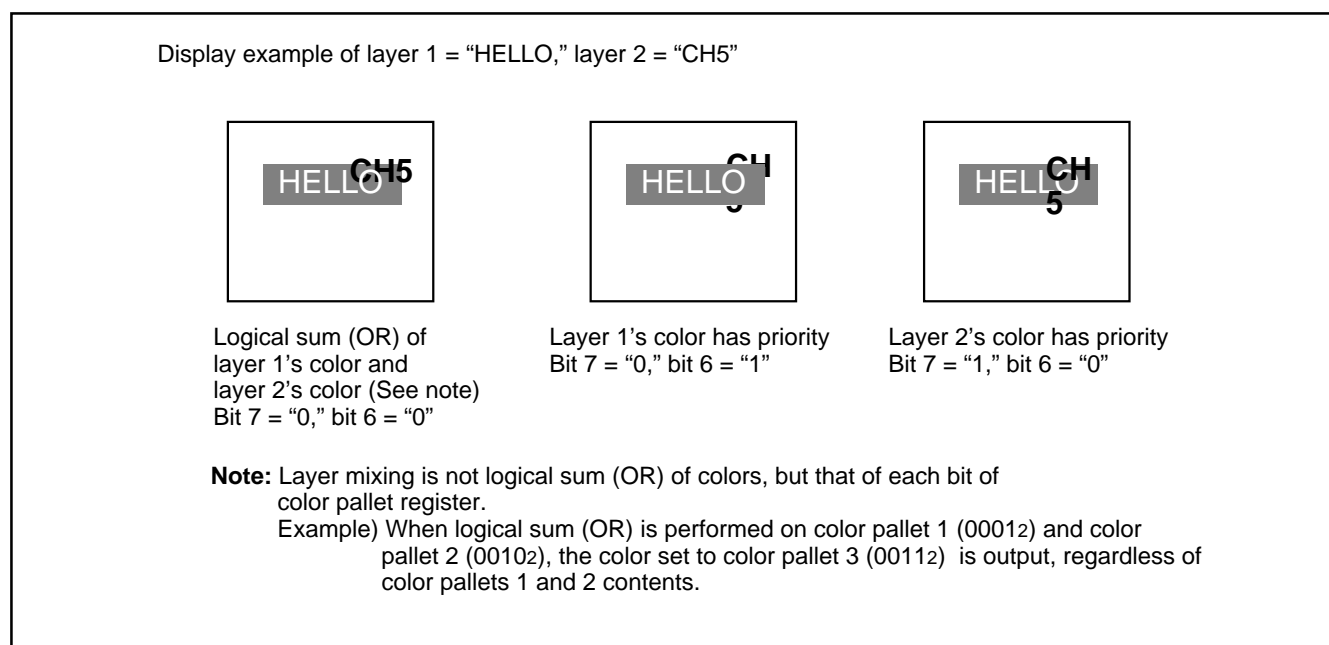 Display example of layer 1 = “HELLO,” layer 2 = “CH5”
HELLO
CH5
HELLO
CH
5
HELLO
CH
5
Logical sum (OR) of
layer 1’s color and
layer 2’s color (See note)
Bit 7 = “0,” bit 6 = “0”
Layer 1’s color has priority
Bit 7 = “0,” bit 6 = “1”
Layer 2’s color has priority
Bit 7 = “1,” bit 6 = “0”
Note: Layer mixing is not logical sum (OR) of colors, but that of each bit of
color pallet register.
Example) When logical sum (OR) is performed on color pallet 1 (00012) and color
pallet 2 (00102), the color set to color pallet 3 (00112) is output, regardless of
color pallets 1 and 2 contents.